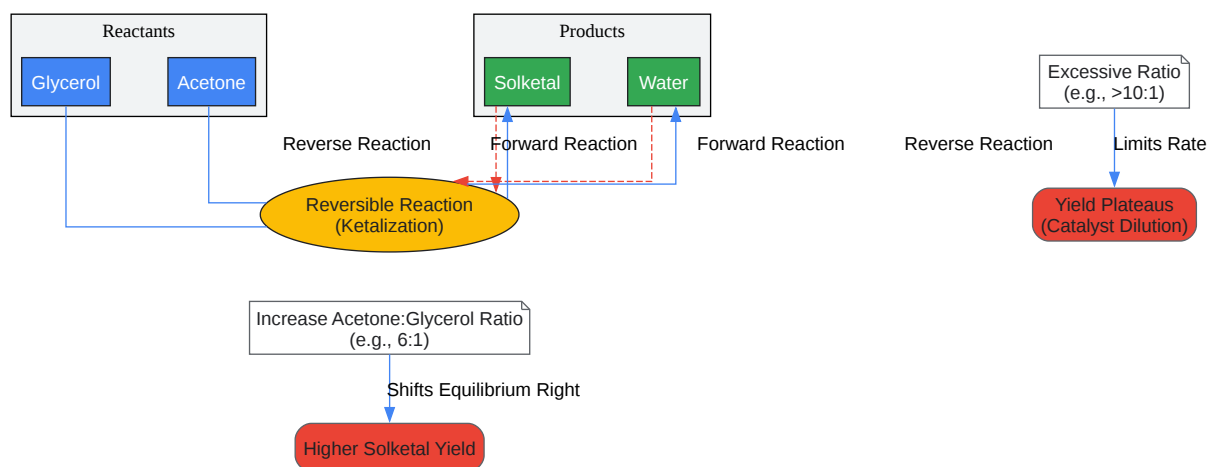 Reactants
Products
Glycerol
Acetone
Solketal
Water
Excessive Ratio
(e.g., >10:1)
Reverse Reaction
Forward Reaction
Forward Reaction
Reverse Reaction
Limits Rate
Reversible Reaction
(Ketalization)
Yield Plateaus
(Catalyst Dilution)
Increase Acetone:Glycerol Ratio
(e.g., 6:1)
Shifts Equilibrium Right
Higher Solketal Yield